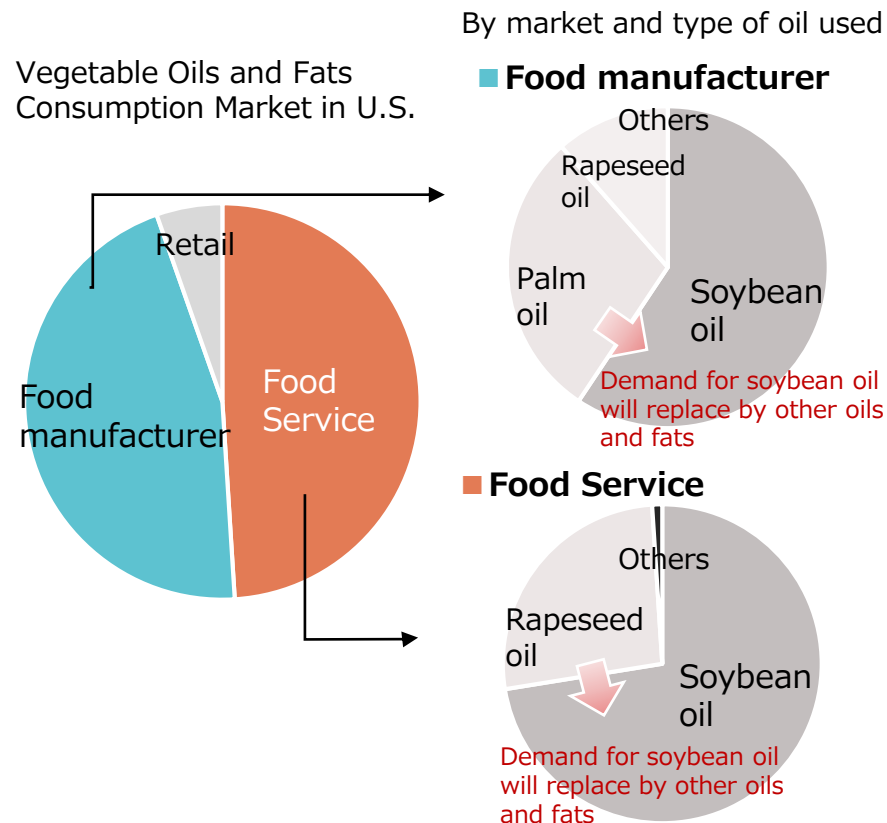 By market and type of oil used
Vegetable Oils and Fats
Consumption Market in U.S.
Retail
Food
manufacturer
Food
Service
Food manufacturer
Others
Rapeseed
oil
Palm
oil
Soybean
oil
Demand for soybean oil
will replace by other oils
and fats
Food Service
Others
Rapeseed
oil
Soybean
oil
Demand for soybean oil
will replace by other oils
and fats